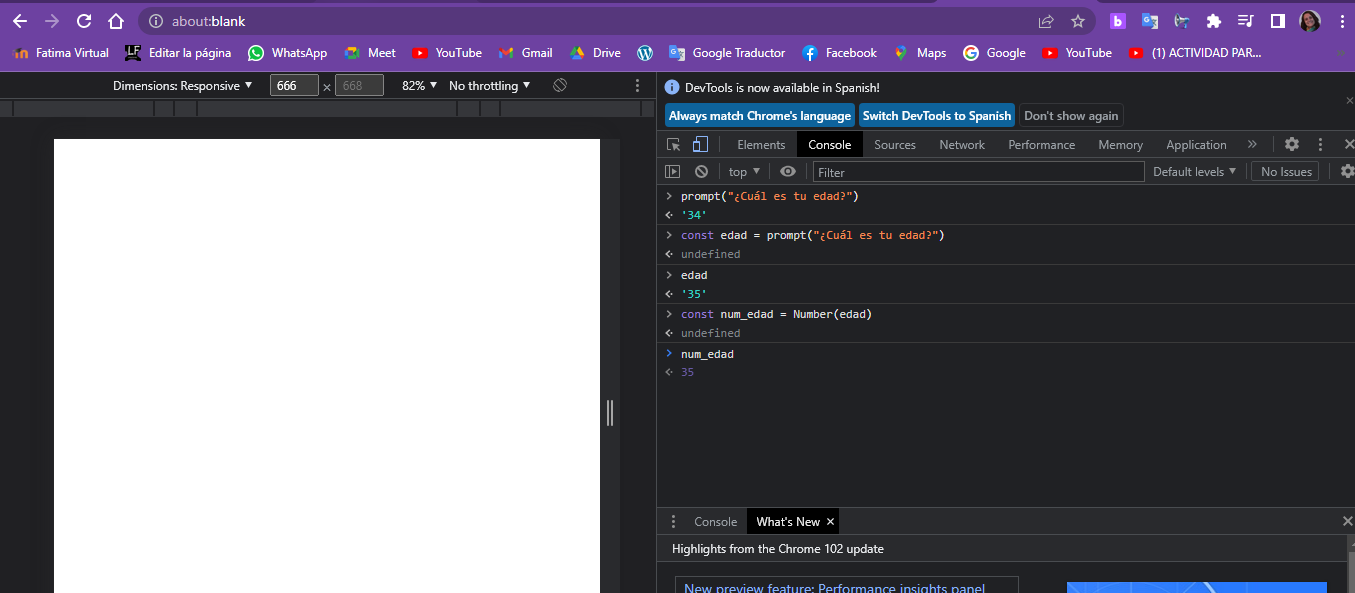 about:blank
Fatima Virtual LF Editar la página WhatsApp Meet YouTube Gmail Drive Google Traductor Facebook Maps Google YouTube (1) ACTIVIDAD PAR...
Dimensions: Responsive ▼ 666 × 668 82% ▼ No throttling ▼
DevTools is now available in Spanish!
Always match Chrome's language Switch DevTools to Spanish Don't show again
Elements Console Sources Network Performance Memory Application »
top ▼ Filter Default levels ▼ No Issues
> prompt("¿Cuál es tu edad?")
'34'
> const edad = prompt("¿Cuál es tu edad?")
undefined
> edad
'35'
> const num_edad = Number(edad)
undefined
> num_edad
35
Console What's New ×
Highlights from the Chrome 102 update
New preview feature: Performance insights panel